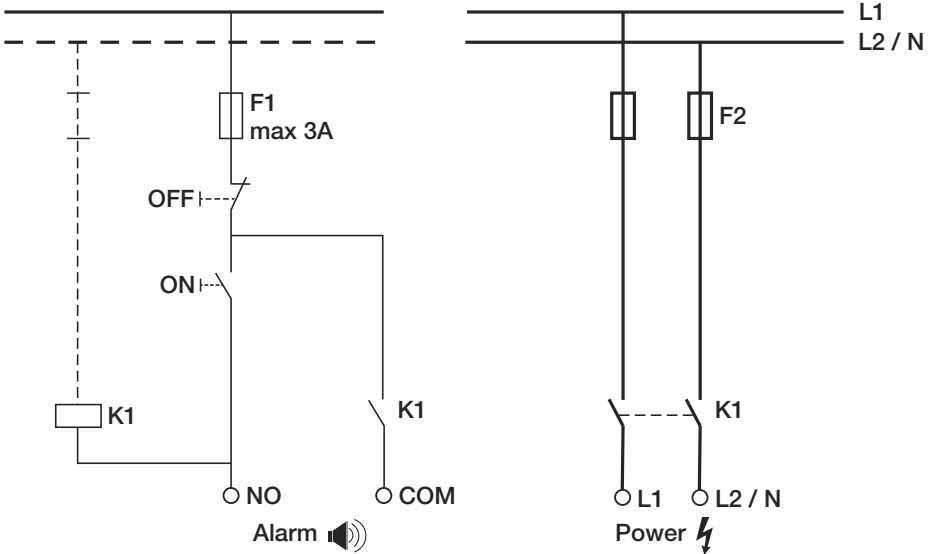 L1
L2 / N
F1
max 3A
F2
OFF
ON
K1
K1
K1
NO
COM
L1
L2 / N
Alarm
Power